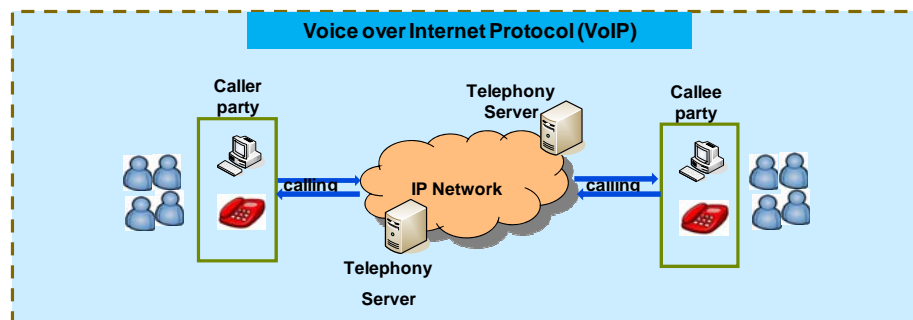 Voice over Internet Protocol (VoIP)
Caller
party
Telephony
Server
Callee
party
calling
IP Network
calling
Telephony
Server